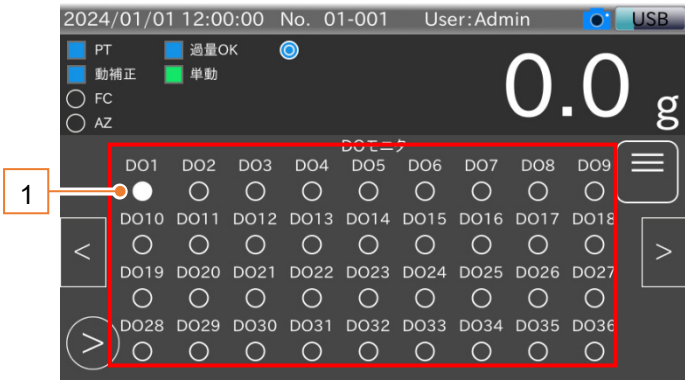 2024/01/01 12:00:00 No. 01-001 User:Admin USB
PT 過量OK
動補正 単動
FC
AZ
0.0 g
DOモニタ
DO1 DO2 DO3 DO4 DO5 DO6 DO7 DO8 DO9
1
DO10 DO11 DO12 DO13 DO14 DO15 DO16 DO17 DO18
< >
DO19 DO20 DO21 DO22 DO23 DO24 DO25 DO26 DO27
DO28 DO29 DO30 DO31 DO32 DO33 DO34 DO35 DO36
>